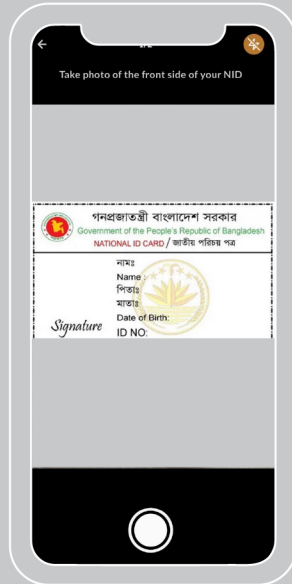 Take photo of the front side of your NID
গনপ্রজাতন্ত্রী বাংলাদেশ সরকার
Government of the People's Republic of Bangladesh
NATIONAL ID CARD / জাতীয় পরিচয় পত্র
নামঃ
Name :
পিতাঃ
মাতাঃ
Date of Birth:
Signature
ID NO: